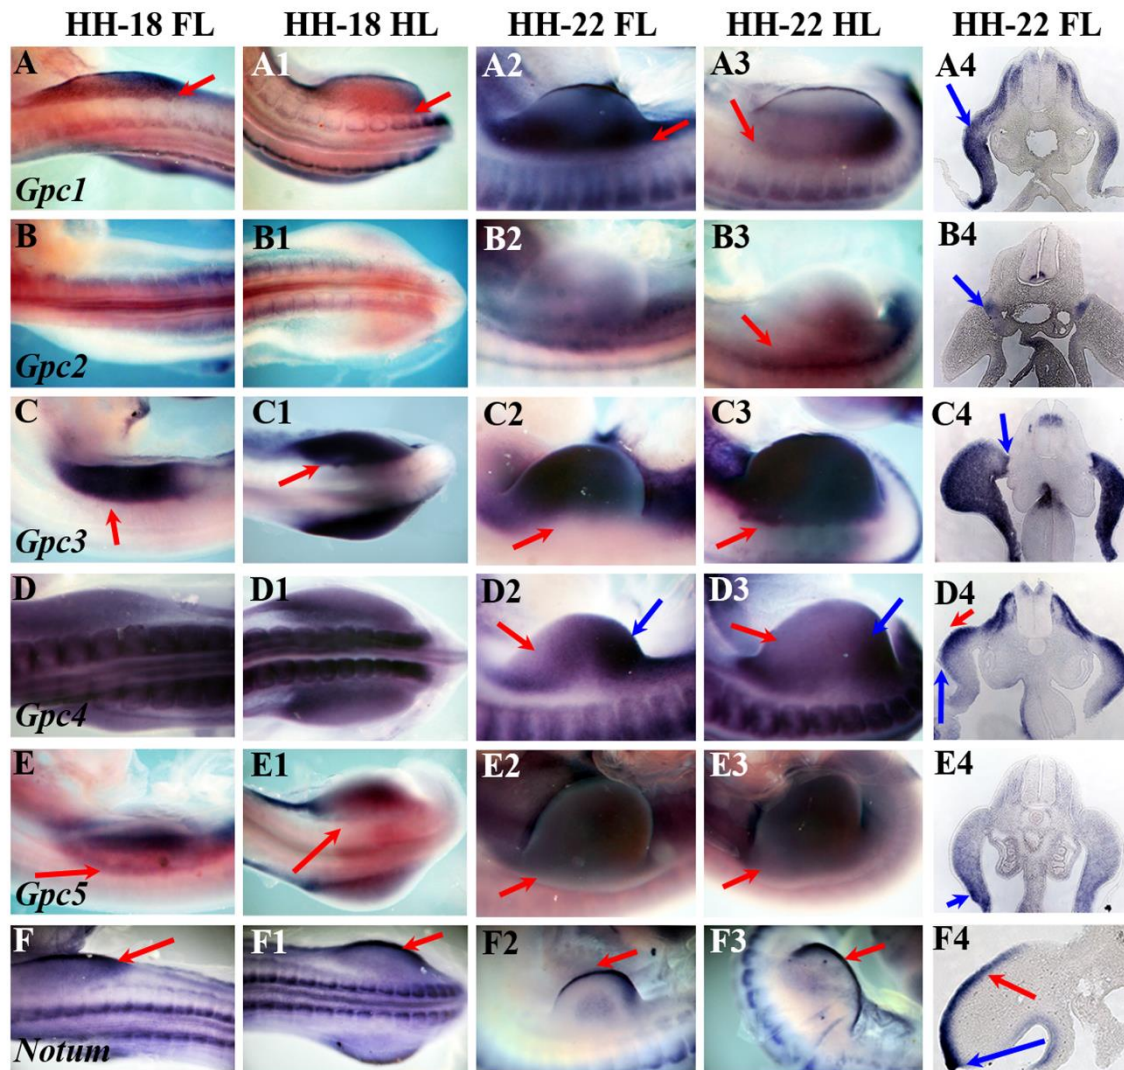 HH-18 FL HH-18 HL HH-22 FL HH-22 HL HH-22 FL
A A1 A2 A3 A4
Gpc1
B B1 B2 B3 B4
Gpc2
C C1 C2 C3 C4
Gpc3
D D1 D2 D3 D4
Gpc4
E E1 E2 E3 E4
Gpc5
F F1 F2 F3 F4
Notum